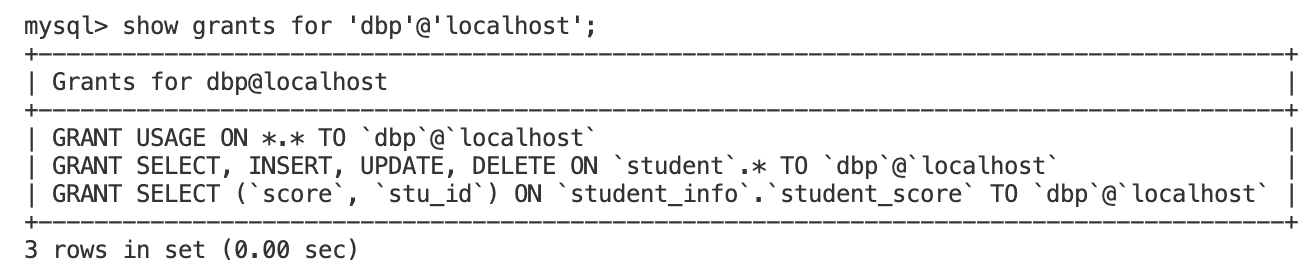 mysql> show grants for 'dbp'@'localhost';
+-----------------------------------------------------------------------------------------+
| Grants for dbp@localhost                                                                |
+-----------------------------------------------------------------------------------------+
| GRANT USAGE ON *.* TO `dbp`@`localhost`                                                 |
| GRANT SELECT, INSERT, UPDATE, DELETE ON `student`.* TO `dbp`@`localhost`                |
| GRANT SELECT (`score`, `stu_id`) ON `student_info`.`student_score` TO `dbp`@`localhost` |
+-----------------------------------------------------------------------------------------+
3 rows in set (0.00 sec)